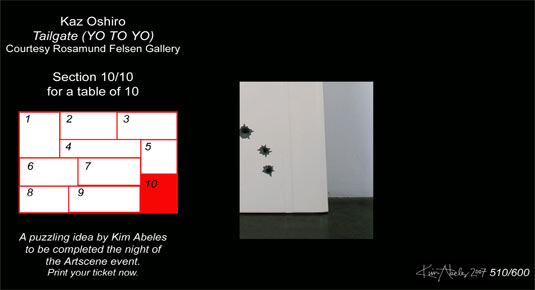 Kaz Oshiro
Tailgate (YO TO YO)
Courtesy Rosamund Felsen Gallery
Section 10/10
for a table of 10
1
2
3
4
5
6
7
8
9
10
A puzzling idea by Kim Abeles
to be completed the night of
the Artscene event.
Print your ticket now.
Kim Abeles 2007 510/600